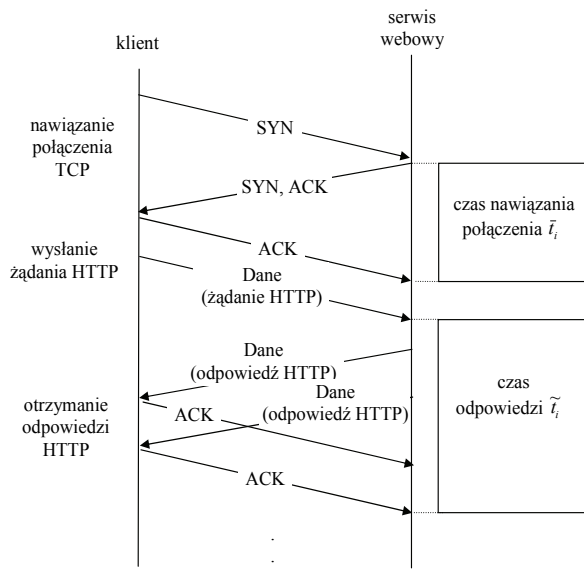 klient
serwis
webowy
nawiązanie
połączenia
TCP
SYN
SYN, ACK
czas nawiązania
połączenia t̄i
wysłanie
żądania HTTP
ACK
Dane
(żądanie HTTP)
Dane
(odpowiedź HTTP)
Dane
(odpowiedź HTTP)
czas
odpowiedzi t̃i
otrzymanie
odpowiedzi
HTTP
ACK
ACK